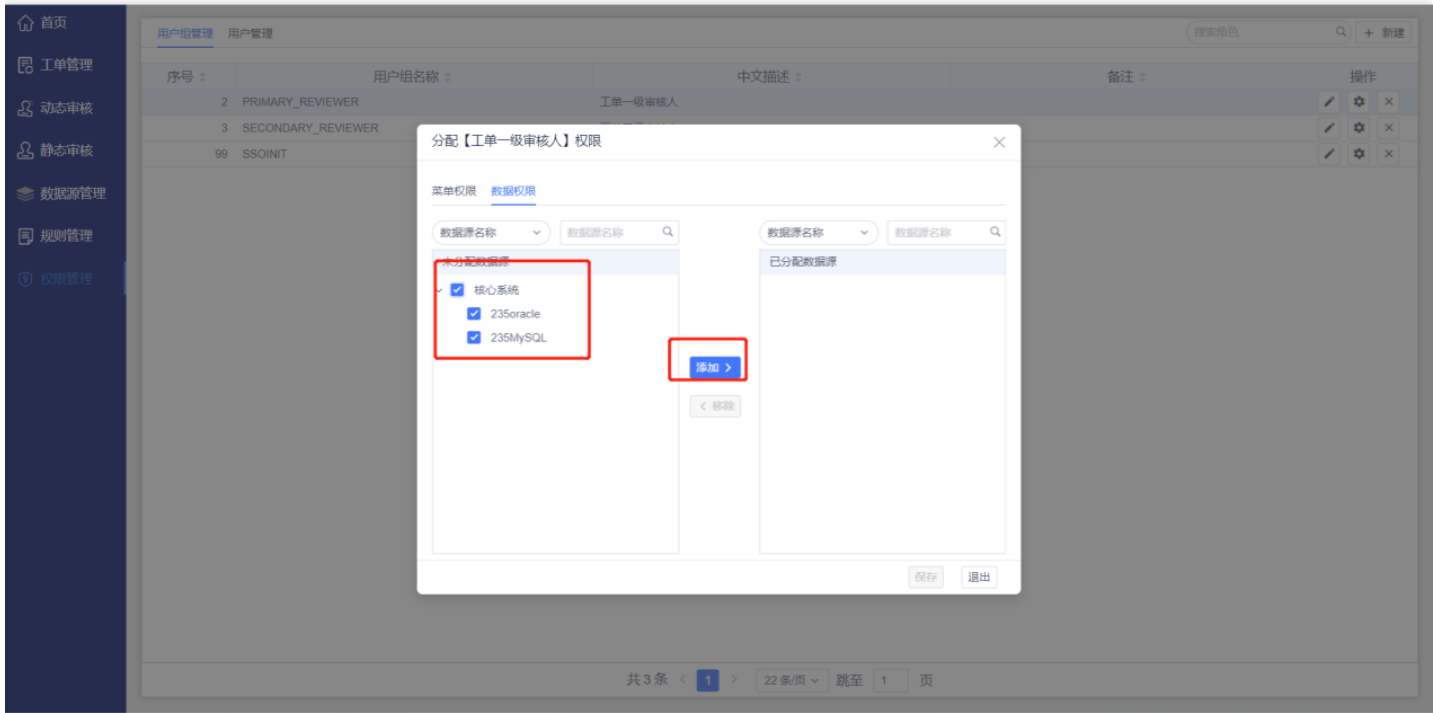 首页
工单管理
动态审核
静态审核
数据源管理
规则管理
权限管理
用户组管理 用户管理 搜索角色 + 新建
序号 用户组名称 中文描述 备注 操作
2 PRIMARY_REVIEWER 工单一级审核人
3 SECONDARY_REVIEWER
99 SSOINIT
分配【工单一级审核人】权限
菜单权限 数据权限
数据源名称 数据源名称 数据源名称 数据源名称
未分配数据源 已分配数据源
核心系统
235oracle
235MySQL
添加 >
< 移除
保存 退出
共 3 条 < 1 > 22 条/页 跳至 1 页